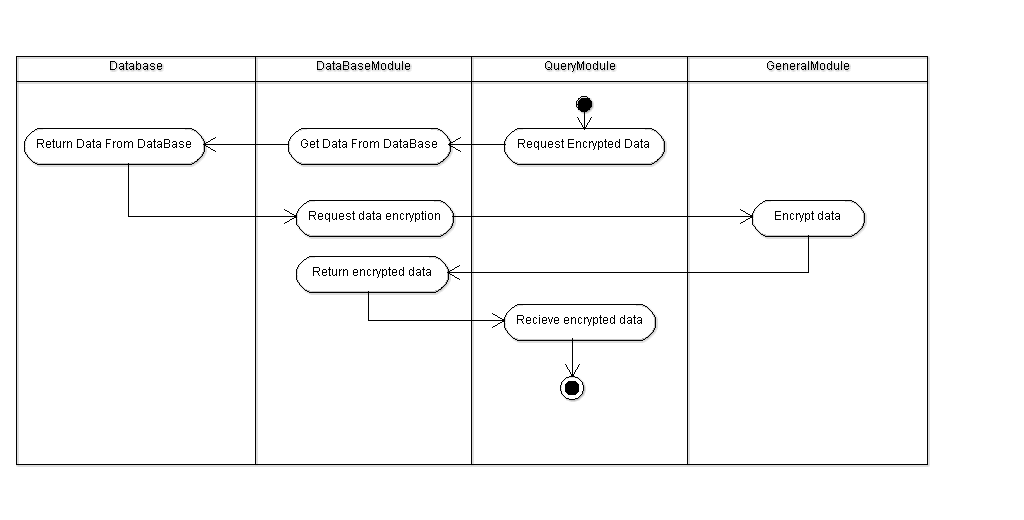 Database
DataBaseModule
QueryModule
GeneralModule
Return Data From DataBase
Get Data From DataBase
Request Encrypted Data
Request data encryption
Encrypt data
Return encrypted data
Recieve encrypted data